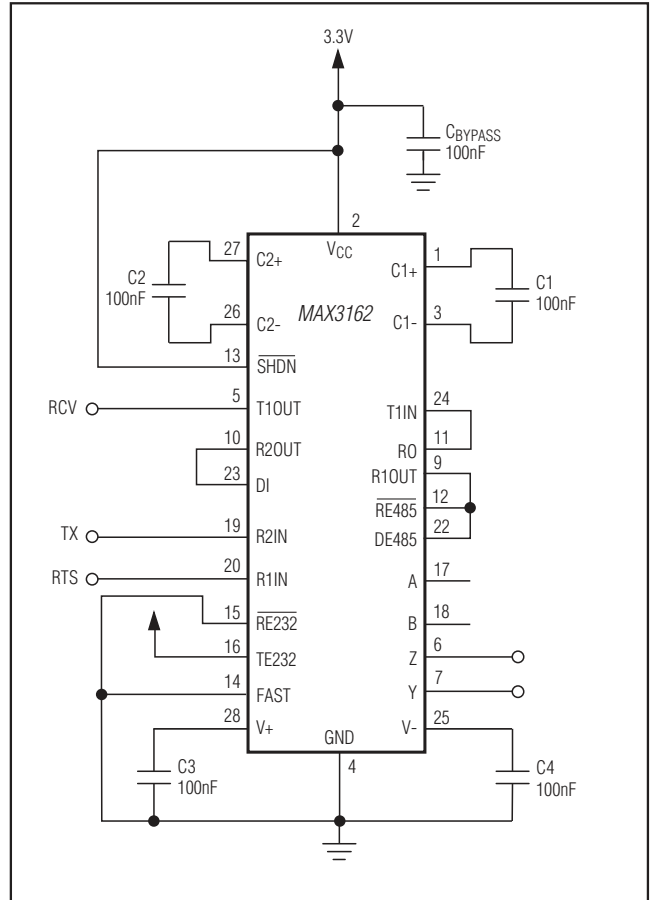 3.3V
CBYPASS
100nF
2
VCC
27
C2+
C2
100nF
26
C2-
1
C1+
C1
100nF
3
C1-
MAX3162
13
SHDN
RCV
5
T1OUT
24
T1IN
10
R2OUT
11
RO
23
DI
9
R1OUT
12
RE485
TX
19
R2IN
22
DE485
RTS
20
R1IN
17
A
15
RE232
18
B
16
TE232
6
Z
14
FAST
7
Y
28
V+
25
V-
GND
4
C3
100nF
C4
100nF